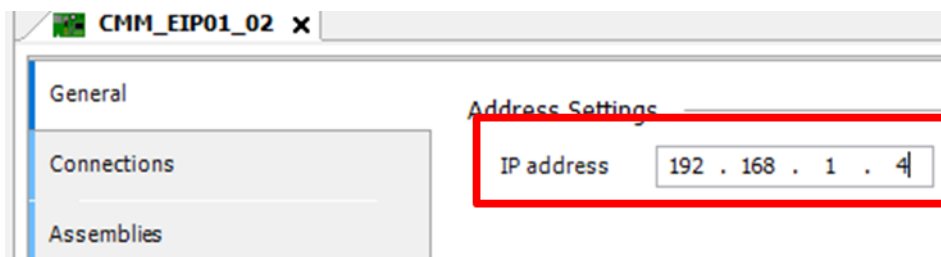 CMM_EIP01_02 x
General
Address Settings
IP address 192 . 168 . 1 . 4
Connections
Assemblies